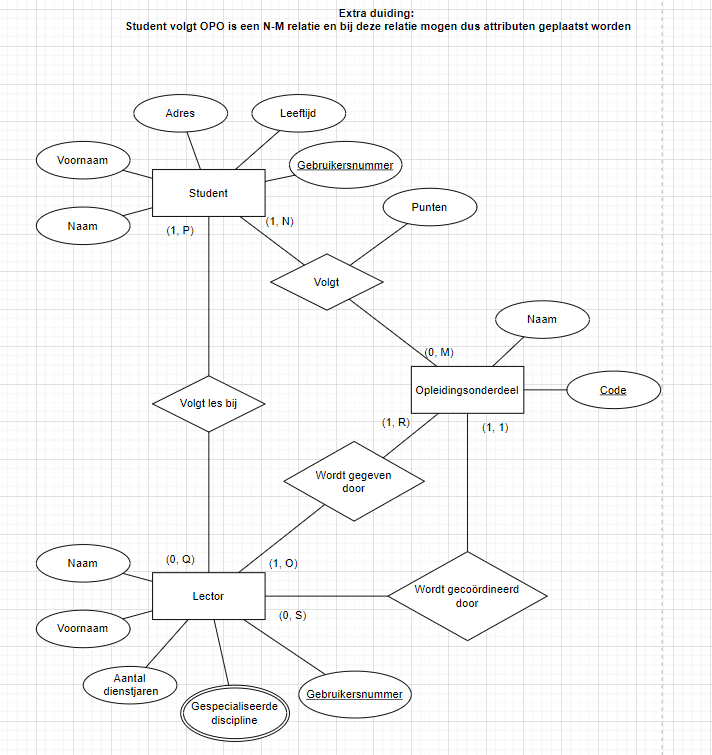 Extra duiding:
Student volgt OPO is een N-M relatie en bij deze relatie mogen dus attributen geplaatst worden
Adres
Leeftijd
Voornaam
Gebruikersnummer
Student
Naam
(1, P)
(1, N)
Punten
Volgt
Naam
(0, M)
Opleidingsonderdeel
Code
Volgt les bij
(1, R)
(1, 1)
Wordt gegeven
door
(0, Q)
(1, O)
Naam
Lector
Wordt gecoördineerd
door
(0, S)
Voornaam
Aantal
dienstjaren
Gespecialiseerde
discipline
Gebruikersnummer